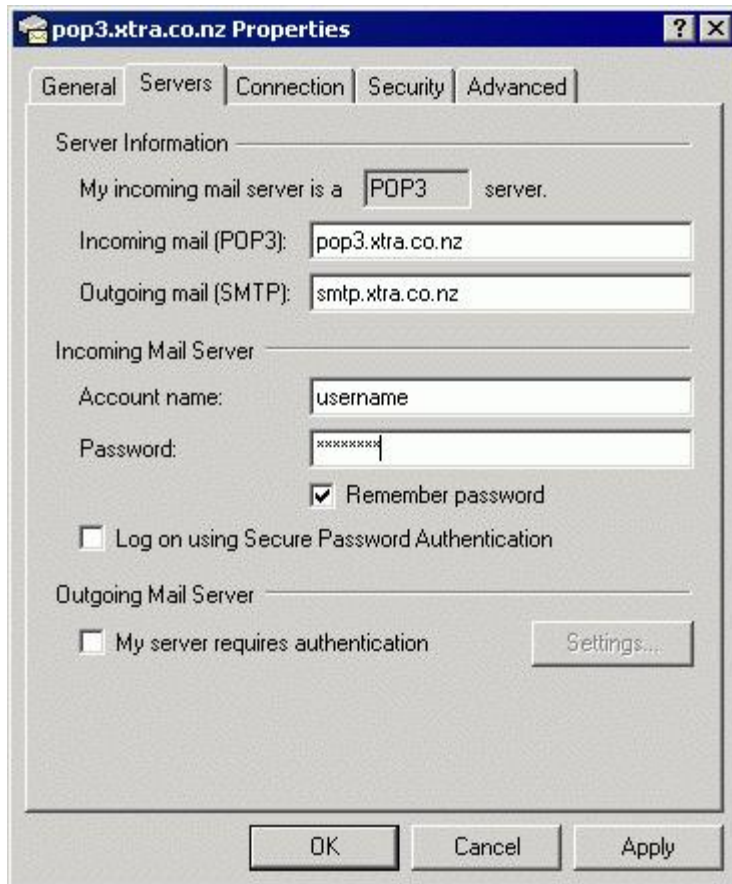 pop3.xtra.co.nz Properties
General Servers Connection Security Advanced
Server Information
My incoming mail server is a POP3 server.
Incoming mail (POP3): pop3.xtra.co.nz
Outgoing mail (SMTP): smtp.xtra.co.nz
Incoming Mail Server
Account name: username
Password: ××××××××
Remember password
Log on using Secure Password Authentication
Outgoing Mail Server
My server requires authentication Settings...
OK Cancel Apply